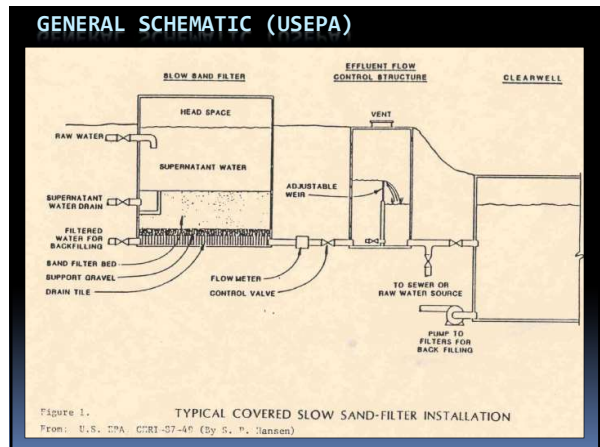 GENERAL SCHEMATIC (USEPA)
SLOW SAND FILTER
EFFLUENT FLOW
CONTROL STRUCTURE
CLEARWELL
HEAD SPACE
VENT
RAW WATER
SUPERNATANT WATER
ADJUSTABLE
WEIR
SUPERNATANT
WATER DRAIN
FILTERED
WATER FOR
BACKFILLING
SAND FILTER BED
SUPPORT GRAVEL
DRAIN TILE
FLOW METER
CONTROL VALVE
TO SEWER OR
RAW WATER SOURCE
PUMP TO
FILTERS FOR
BACK FILLING
Figure 1.
TYPICAL COVERED SLOW SAND-FILTER INSTALLATION
From: U.S. EPA (By S. P. Hansen)